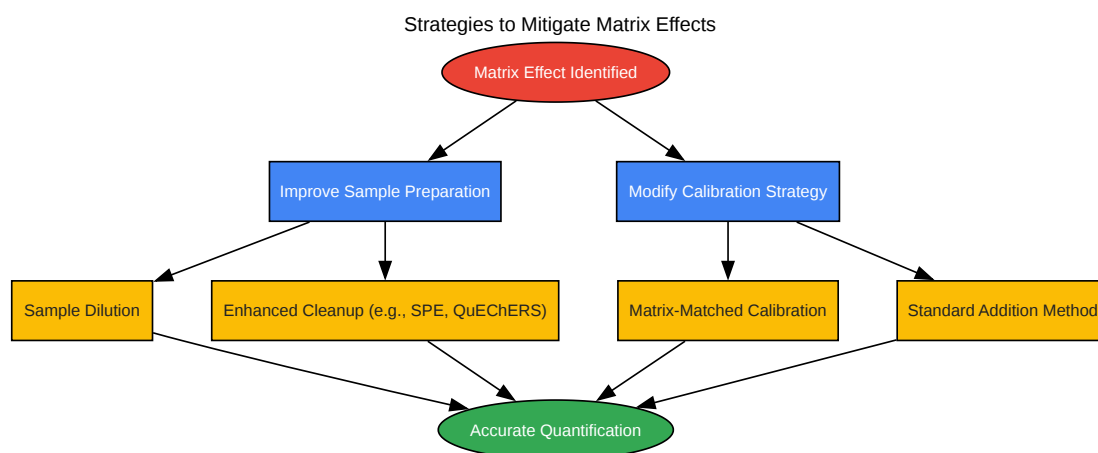 Strategies to Mitigate Matrix Effects
Matrix Effect Identified
Improve Sample Preparation
Modify Calibration Strategy
Sample Dilution
Enhanced Cleanup (e.g., SPE, QuEChERS)
Matrix-Matched Calibration
Standard Addition Method
Accurate Quantification